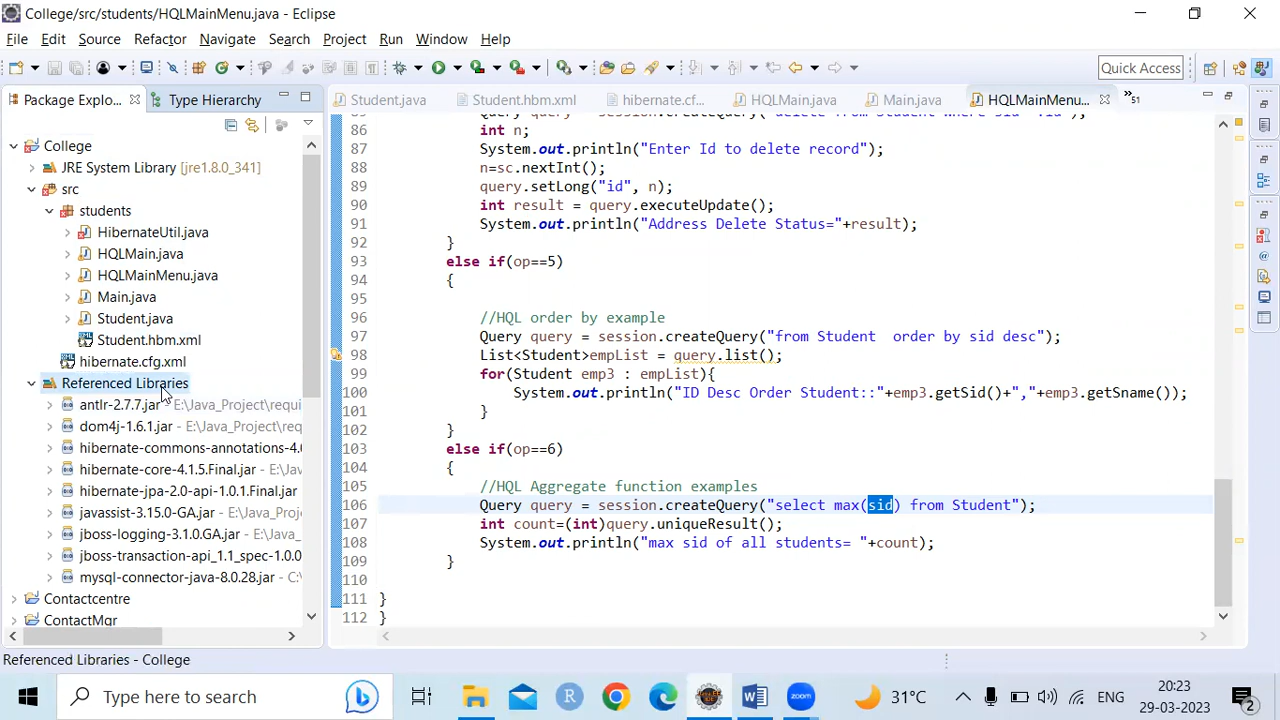 College/src/students/HQLMainMenu.java - Eclipse
File Edit Source Refactor Navigate Search Project Run Window Help
Quick Access
Package Explo... Type Hierarchy
Student.java Student.hbm.xml hibernate.cf... HQLMain.java Main.java HQLMainMenu... »51
College
JRE System Library [jre1.8.0_341]
src
students
HibernateUtil.java
HQLMain.java
HQLMainMenu.java
Main.java
Student.java
Student.hbm.xml
hibernate.cfg.xml
Referenced Libraries
antlr-2.7.7.jar - E:\Java_Project\requi
dom4j-1.6.1.jar - E:\Java_Project\req
hibernate-commons-annotations-4.
hibernate-core-4.1.5.Final.jar - E:\Java
hibernate-jpa-2.0-api-1.0.1.Final.jar
javassist-3.15.0-GA.jar - E:\Java_Proje
jboss-logging-3.1.0.GA.jar - E:\Java_P
jboss-transaction-api_1.1_spec-1.0.0
mysql-connector-java-8.0.28.jar - C:\
Contactcentre
ContactMgr
86 int n;
87 System.out.println("Enter Id to delete record");
88 n=sc.nextInt();
89 query.setLong("id", n);
90 int result = query.executeUpdate();
91 System.out.println("Address Delete Status="+result);
92 }
93 else if(op==5)
94 {
95
96 //HQL order by example
97 Query query = session.createQuery("from Student  order by sid desc");
98 List<Student>empList = query.list();
99 for(Student emp3 : empList){
100 System.out.println("ID Desc Order Student::"+emp3.getSid()+","+emp3.getSname());
101 }
102 }
103 else if(op==6)
104 {
105 //HQL Aggregate function examples
106 Query query = session.createQuery("select max(sid) from Student");
107 int count=(int)query.uniqueResult();
108 System.out.println("max sid of all students= "+count);
109 }
110
111 }
112 }
Referenced Libraries - College
Type here to search
R
W
zoom
31°C
ENG
20:23
29-03-2023
2